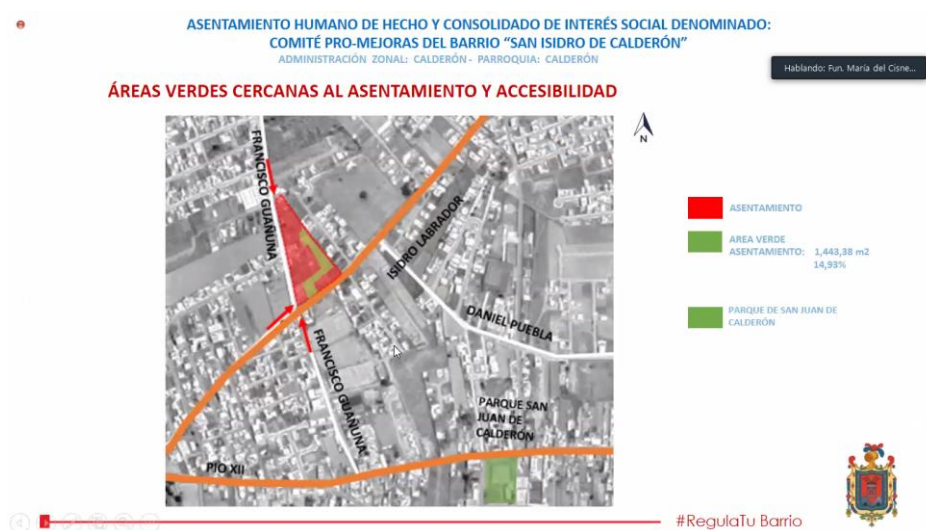 ASENTAMIENTO HUMANO DE HECHO Y CONSOLIDADO DE INTERÉS SOCIAL DENOMINADO:
COMITÉ PRO-MEJORAS DEL BARRIO “SAN ISIDRO DE CALDERÓN”
ADMINISTRACIÓN ZONAL: CALDERÓN - PARROQUIA: CALDERÓN
Hablando: Fun. María del Cisne...
ÁREAS VERDES CERCANAS AL ASENTAMIENTO Y ACCESIBILIDAD
FRANCISCO GUAÑUNA
ISIDRO LABRADOR
DANIEL PUEBLA
FRANCISCO GUAÑUNA
PARQUE SAN
JUAN DE
CALDERÓN
PIO XII
N
ASENTAMIENTO
AREA VERDE
ASENTAMIENTO: 1,443,38 m2
14,93%
PARQUE DE SAN JUAN DE
CALDERÓN
#RegulaTu Barrio